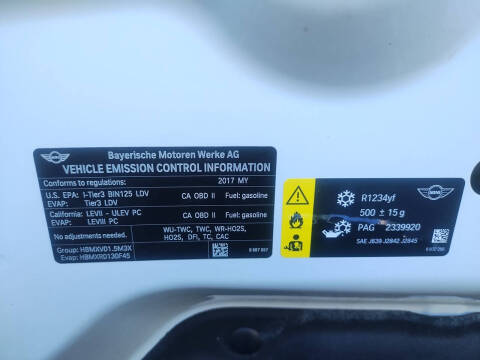 Bayerische Motoren Werke AG
VEHICLE EMISSION CONTROL INFORMATION
Conforms to regulations: 2017 MY
U.S. EPA: I-Tier3 BIN125 LDV CA OBD II Fuel: gasoline
EVAP: Tier3 LDV
California: LEVII - ULEV PC CA OBD II Fuel: gasoline
EVAP: LEVIII PC
No adjustments needed. WU-TWC, TWC, WR-HO2S,
HO2S, DFI, TC, CAC
Group: HBMXV01.5M3X
Evap: HBMXR0130F45
R1234yf
500 ± 15g
PAG 2339920
SAE J639 J2842 J2845
MINI